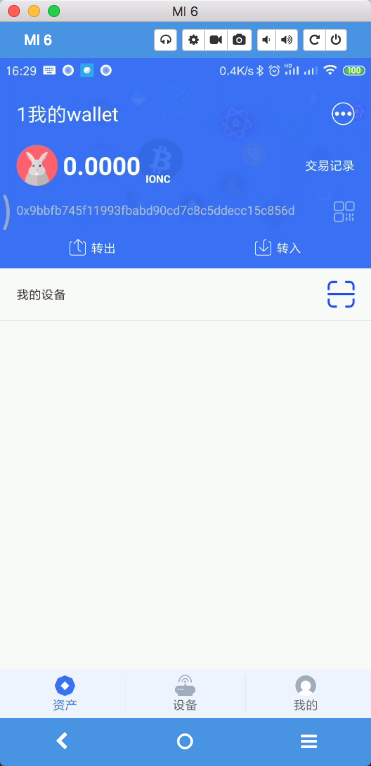 MI 6
MI 6
16:29
0.4K/s HD 100
1我的wallet
0.0000 IONC
交易记录
0x9bbfb745f11993fbabd90cd7c8c5ddecc15c856d
转出 转入
我的设备
资产 设备 我的